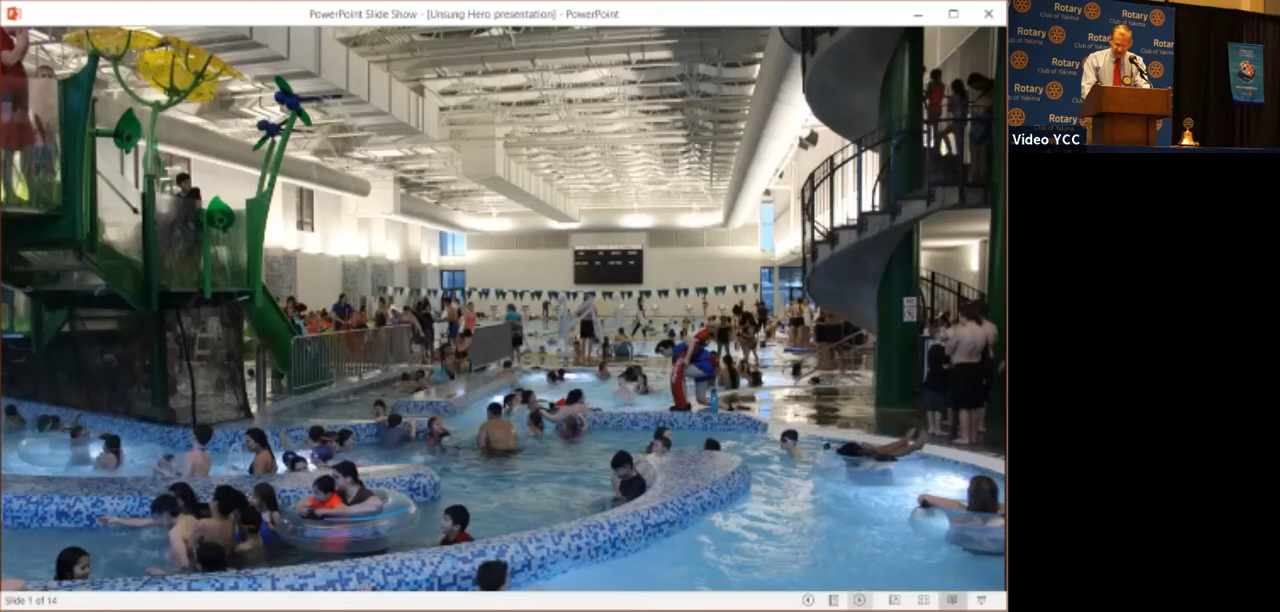 PowerPoint Slide Show - [Unsung Hero presentation] - PowerPoint
Rotary
Club of Yakima
Rotary
Club of Yakima
Rotary
Club of Yakima
Rotary
Rotary
Club of Yakima
Rotary
Club of Yakima
Video YCC
Slide 1 of 14